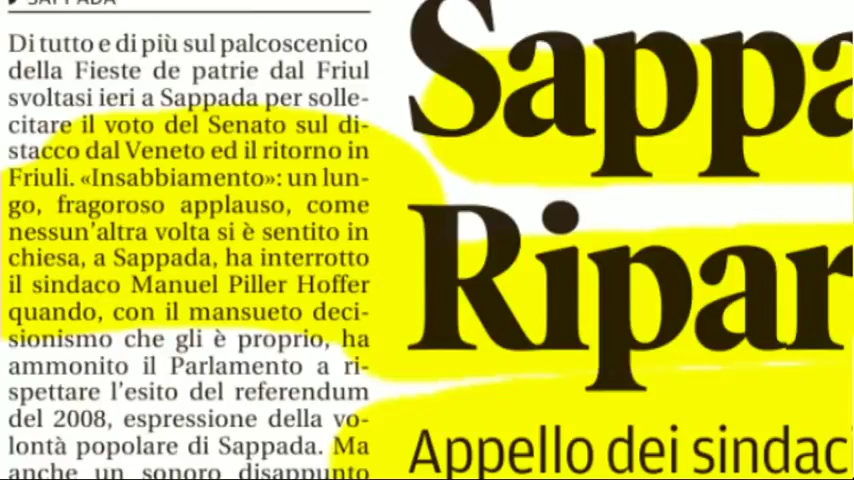 SAPPADA
Di tutto e di più sul palcoscenico
della Fieste de patrie dal Friul
svoltasi ieri a Sappada per solle-
citare il voto del Senato sul di-
stacco dal Veneto ed il ritorno in
Friuli. «Insabbiamento»: un lun-
go, fragoroso applauso, come
nessun'altra volta si è sentito in
chiesa, a Sappada, ha interrotto
il sindaco Manuel Piller Hoffer
quando, con il mansueto deci-
sionismo che gli è proprio, ha
ammonito il Parlamento a ri-
spettare l'esito del referendum
del 2008, espressione della vo-
lontà popolare di Sappada. Ma
anche un sonoro disappunto
Sappa
Ripar
Appello dei sindaci